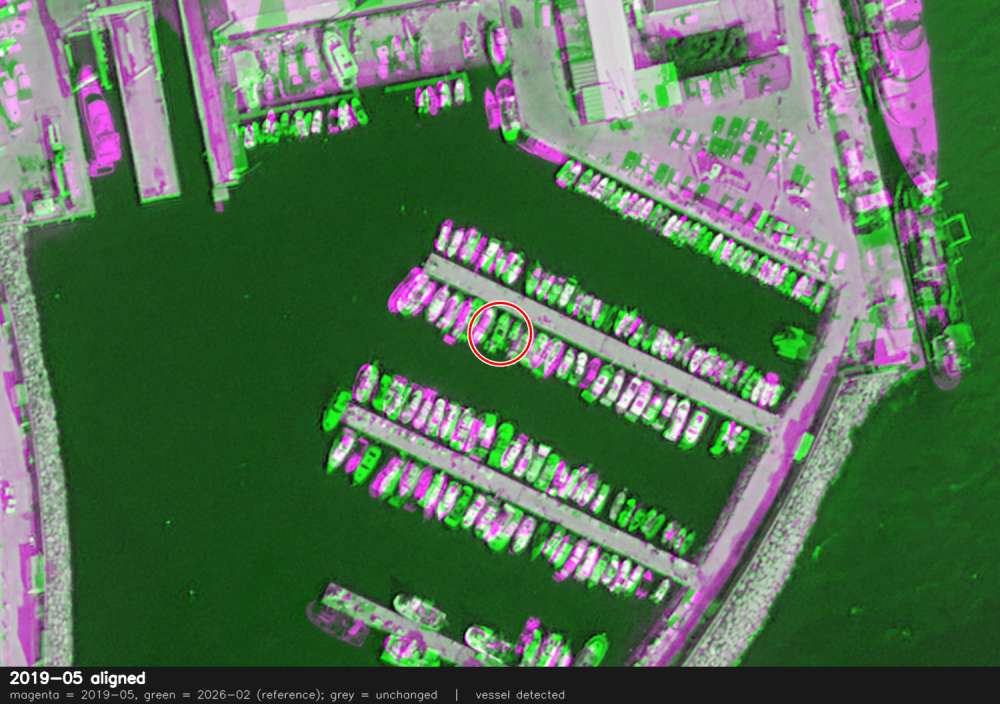 2019-05 aligned
magenta = 2019-05, green = 2026-02 (reference); grey = unchanged | vessel detected